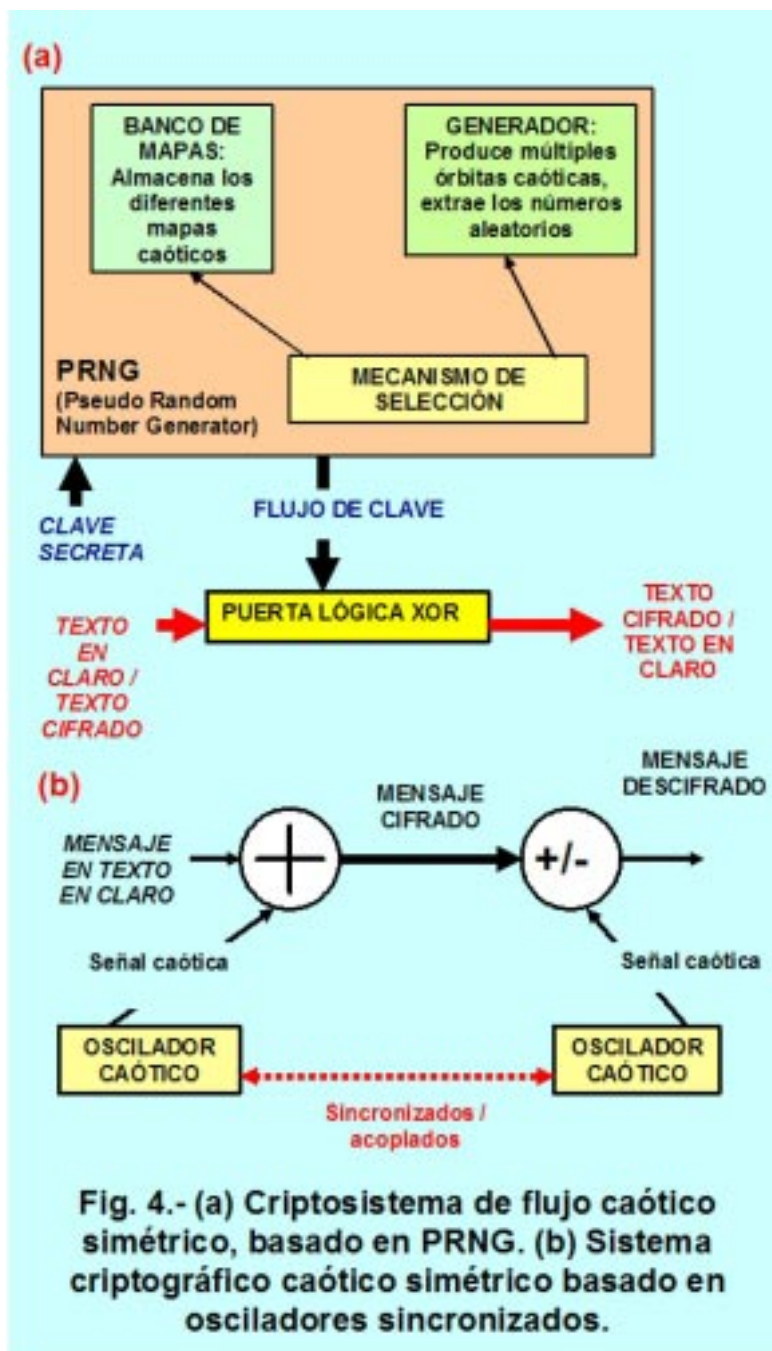 (a)
BANCO DE
MAPAS:
Almacena los
diferentes
mapas
caóticos
GENERADOR:
Produce múltiples
órbitas caóticas,
extrae los números
aleatorios
PRNG
(Pseudo Random
Number Generator)
MECANISMO DE
SELECCIÓN
CLAVE
SECRETA
FLUJO DE CLAVE
TEXTO
EN
CLARO /
TEXTO
CIFRADO
PUERTA LÓGICA XOR
TEXTO
CIFRADO /
TEXTO EN
CLARO
(b)
MENSAJE
EN TEXTO
EN CLARO
MENSAJE
CIFRADO
+/-
MENSAJE
DESCIFRADO
Señal caótica
Señal caótica
OSCILADOR
CAÓTICO
OSCILADOR
CAÓTICO
Sincronizados /
acoplados
Fig. 4.- (a) Criptosistema de flujo caótico
simétrico, basado en PRNG. (b) Sistema
criptográfico caótico simétrico basado en
osciladores sincronizados.